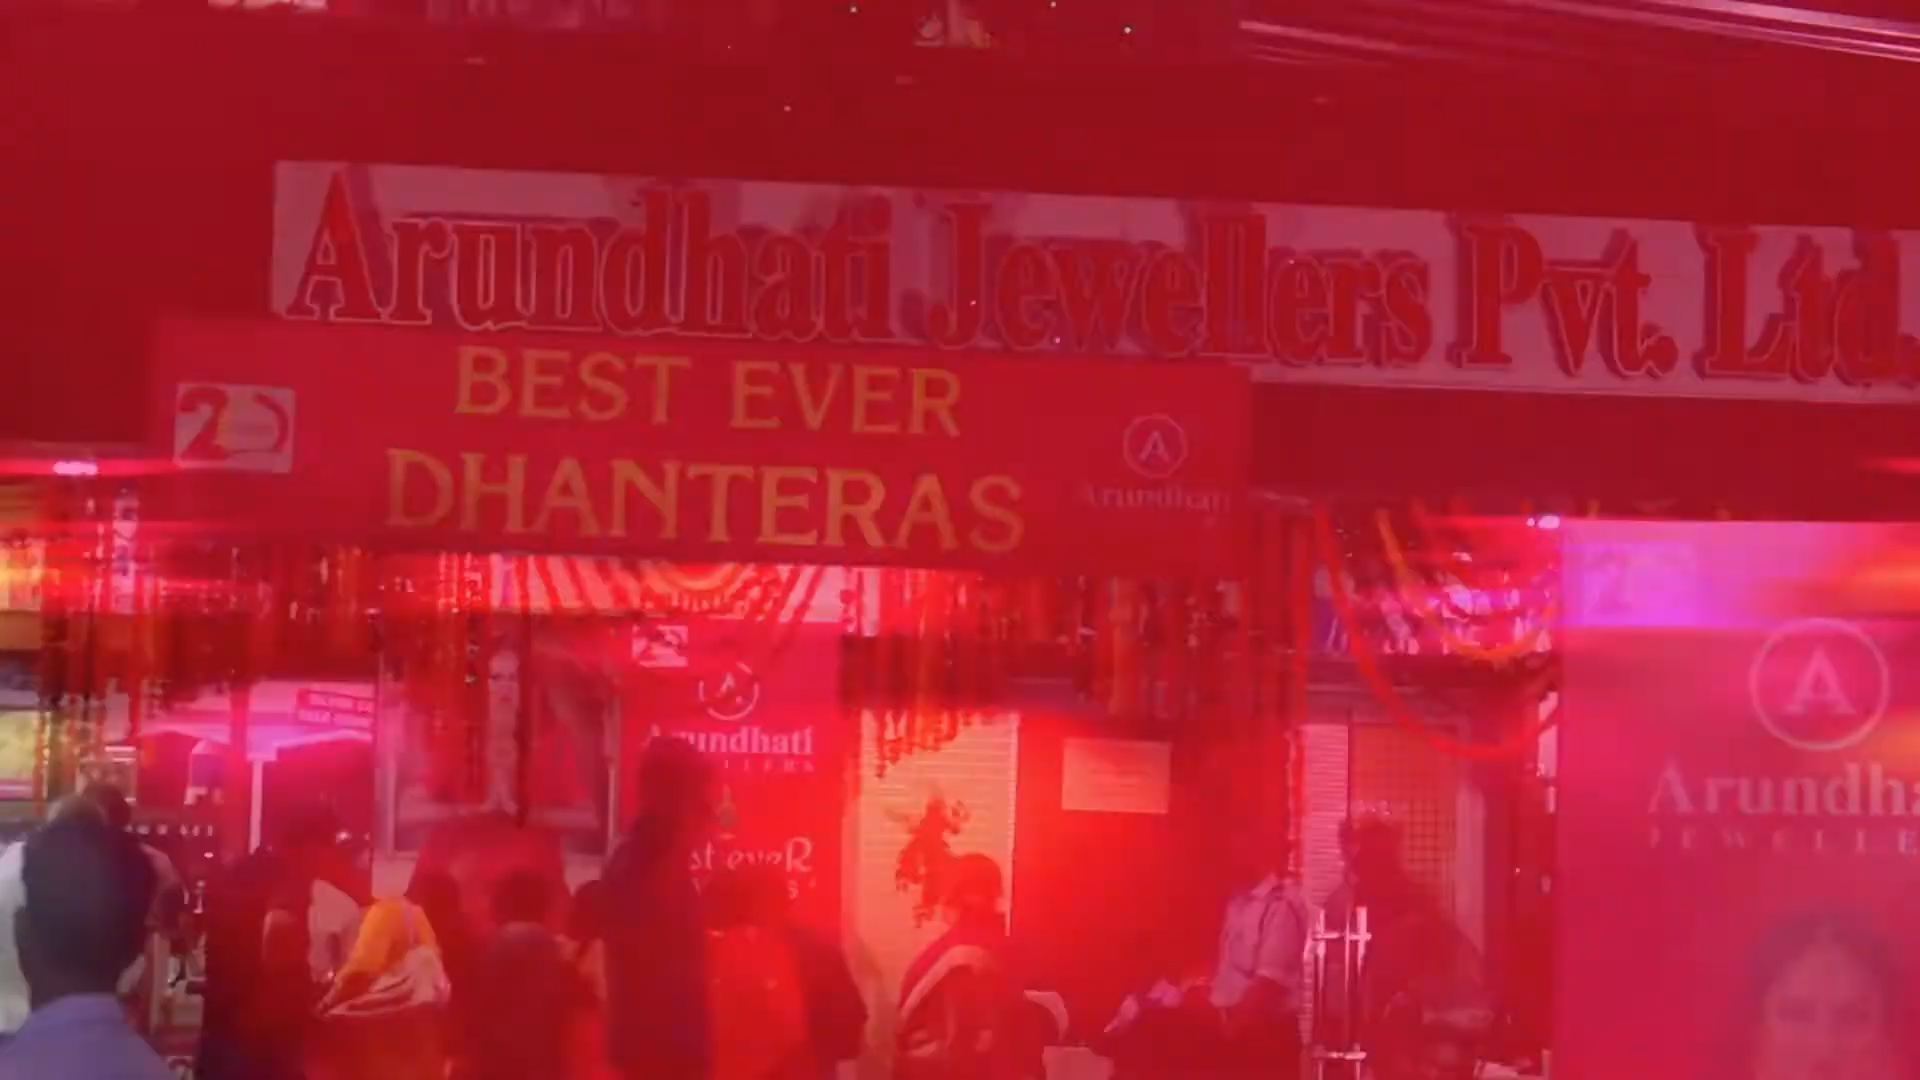 Arundhati Jewellers Pvt. Ltd.
BEST EVER
DHANTERAS
A
Arundhati
A
Arundhati
A
Arundha
JEWELLE